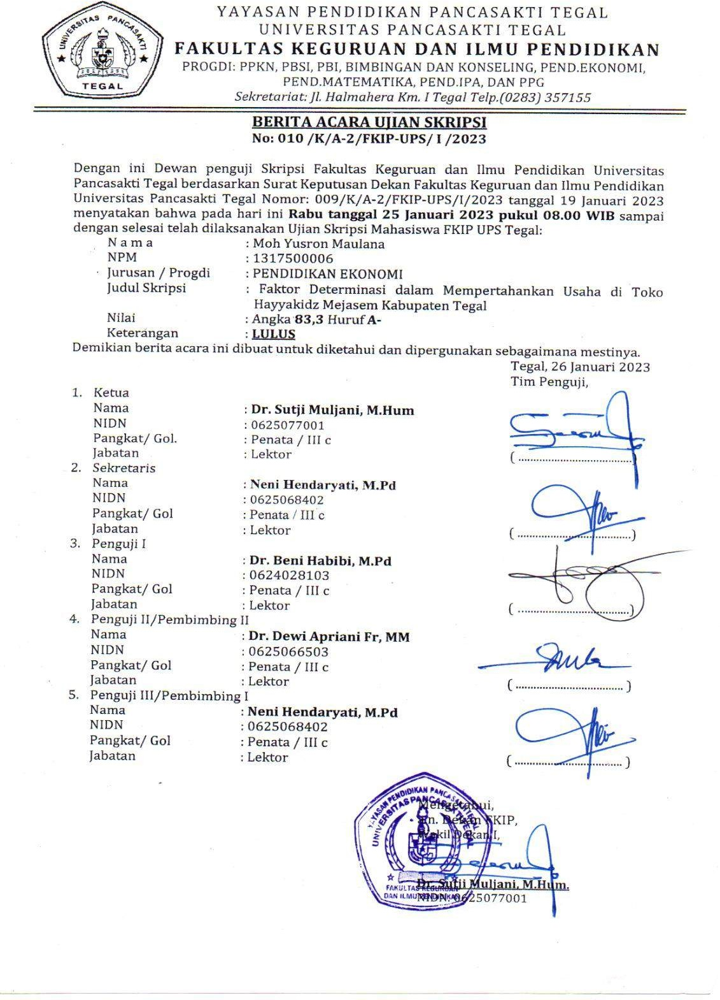 UNIVERSITAS PANCASAKTI
TEGAL
YAYASAN PENDIDIKAN PANCASAKTI TEGAL
UNIVERSITAS PANCASAKTI TEGAL
FAKULTAS KEGURUAN DAN ILMU PENDIDIKAN
PROGDI: PPKN, PBSI, PBI, BIMBINGAN DAN KONSELING, PEND.EKONOMI,
PEND.MATEMATIKA, PEND.IPA, DAN PPG
Sekretariat: Jl. Halmahera Km. I Tegal Telp.(0283) 357155
BERITA ACARA UJIAN SKRIPSI
No: 010 /K/A-2/FKIP-UPS/ I /2023
Dengan ini Dewan penguji Skripsi Fakultas Keguruan dan Ilmu Pendidikan Universitas
Pancasakti Tegal berdasarkan Surat Keputusan Dekan Fakultas Keguruan dan Ilmu Pendidikan
Universitas Pancasakti Tegal Nomor: 009/K/A-2/FKIP-UPS/I/2023 tanggal 19 Januari 2023
menyatakan bahwa pada hari ini Rabu tanggal 25 Januari 2023 pukul 08.00 WIB sampai
dengan selesai telah dilaksanakan Ujian Skripsi Mahasiswa FKIP UPS Tegal:
N a m a : Moh Yusron Maulana
NPM : 1317500006
Jurusan / Progdi : PENDIDIKAN EKONOMI
Judul Skripsi : Faktor Determinasi dalam Mempertahankan Usaha di Toko
Hayyakidz Mejasem Kabupaten Tegal
Nilai : Angka 83,3 Huruf A-
Keterangan : LULUS
Demikian berita acara ini dibuat untuk diketahui dan dipergunakan sebagaimana mestinya.
Tegal, 26 Januari 2023
Tim Penguji,
1. Ketua
Nama : Dr. Sutji Muljani, M.Hum
NIDN : 0625077001
Pangkat/ Gol. : Penata / III c
Jabatan : Lektor ( ........................................)
2. Sekretaris
Nama : Neni Hendaryati, M.Pd
NIDN : 0625068402
Pangkat/ Gol : Penata / III c
Jabatan : Lektor ( ........................................)
3. Penguji I
Nama : Dr. Beni Habibi, M.Pd
NIDN : 0624028103
Pangkat/ Gol : Penata / III c
Jabatan : Lektor ( ........................................)
4. Penguji II/Pembimbing II
Nama : Dr. Dewi Apriani Fr, MM
NIDN : 0625066503
Pangkat/ Gol : Penata / III c
Jabatan : Lektor ( ...................................... )
5. Penguji III/Pembimbing I
Nama : Neni Hendaryati, M.Pd
NIDN : 0625068402
Pangkat/ Gol : Penata / III c
Jabatan : Lektor ( ...................................... )
Mengetahui,
a.n. Dekan FKIP,
Wakil Dekan I,
YAYASAN PENDIDIKAN PANCASAKTI TEGAL
UNIVERSITAS PANCASAKTI TEGAL
FAKULTAS KEGURUAN
DAN ILMU PENDIDIKAN
Dr. Sutji Muljani, M.Hum.
NIDN. 0625077001